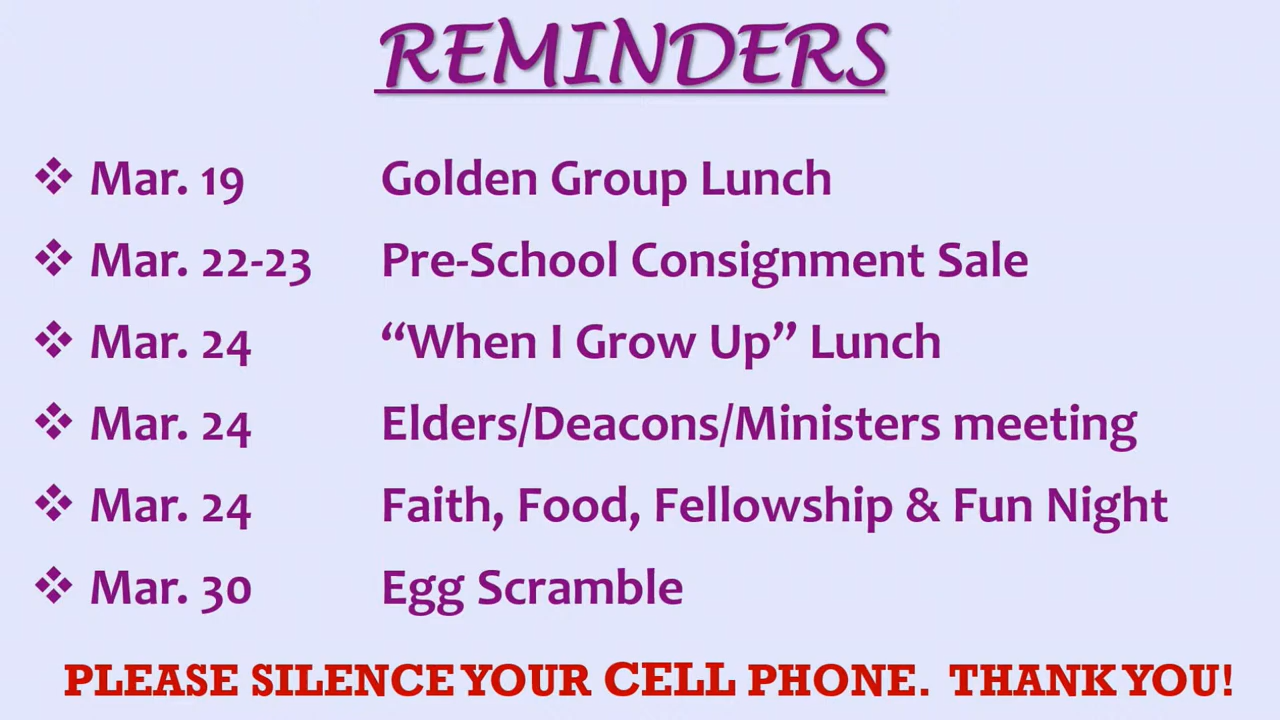 REMINDERS
❖ Mar. 19 Golden Group Lunch
❖ Mar. 22-23 Pre-School Consignment Sale
❖ Mar. 24 “When I Grow Up” Lunch
❖ Mar. 24 Elders/Deacons/Ministers meeting
❖ Mar. 24 Faith, Food, Fellowship & Fun Night
❖ Mar. 30 Egg Scramble
PLEASE SILENCE YOUR CELL PHONE. THANK YOU!